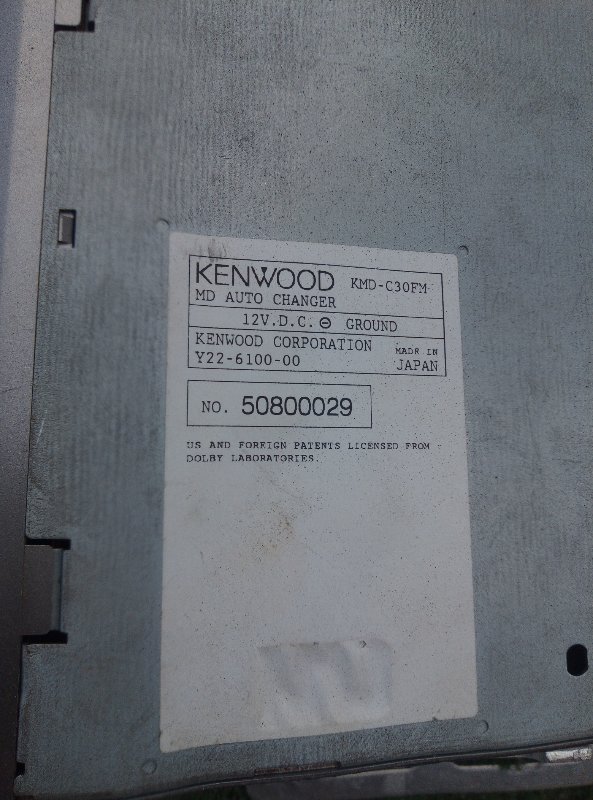 KENWOOD KMD-C30FM
MD AUTO CHANGER
12V.D.C. ⊖ GROUND
KENWOOD CORPORATION
Y22-6100-00
MADE IN
JAPAN
NO. 50800029
US AND FOREIGN PATENTS LICENSED FROM
DOLBY LABORATORIES.